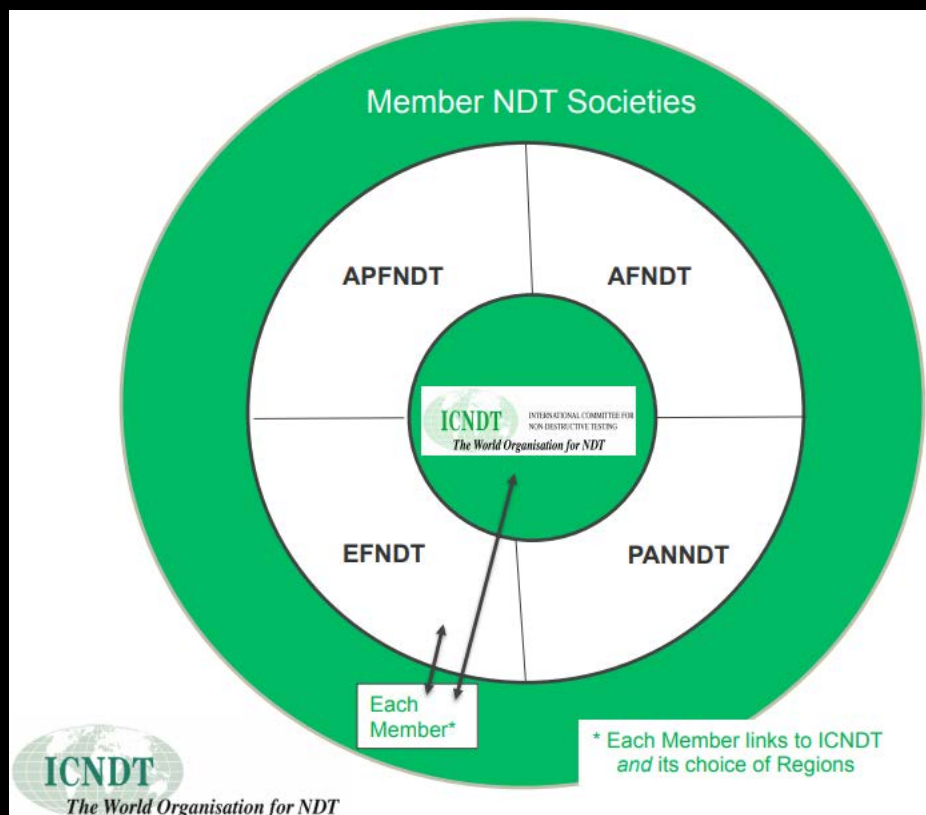 Member NDT Societies
APFNDT
AFNDT
ICNDT
INTERNATIONAL COMMITTEE FOR
NON-DESTRUCTIVE TESTING
The World Organisation for NDT
EFNDT
PANNDT
Each
Member*
* Each Member links to ICNDT
and its choice of Regions
ICNDT
The World Organisation for NDT